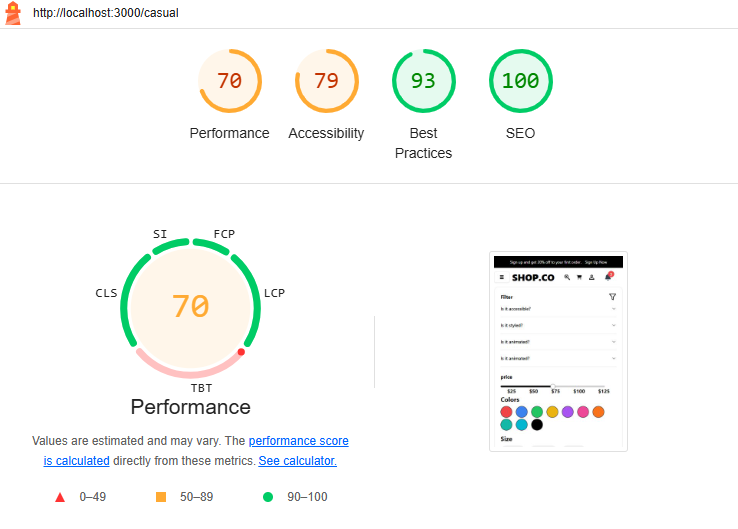 http://localhost:3000/casual
70
79
93
100
Performance
Accessibility
Best
Practices
SEO
SI
FCP
CLS
LCP
70
TBT
Performance
Values are estimated and may vary. The performance score
is calculated directly from these metrics. See calculator.
0–49
50–89
90–100
Sign up and get 20% off to your first order. Sign Up Now
SHOP.CO
Filter
Is it accessible?
Is it styled?
Is it animated?
Is it animated?
price
$25 $50 $75 $100 $125
Colors
Size